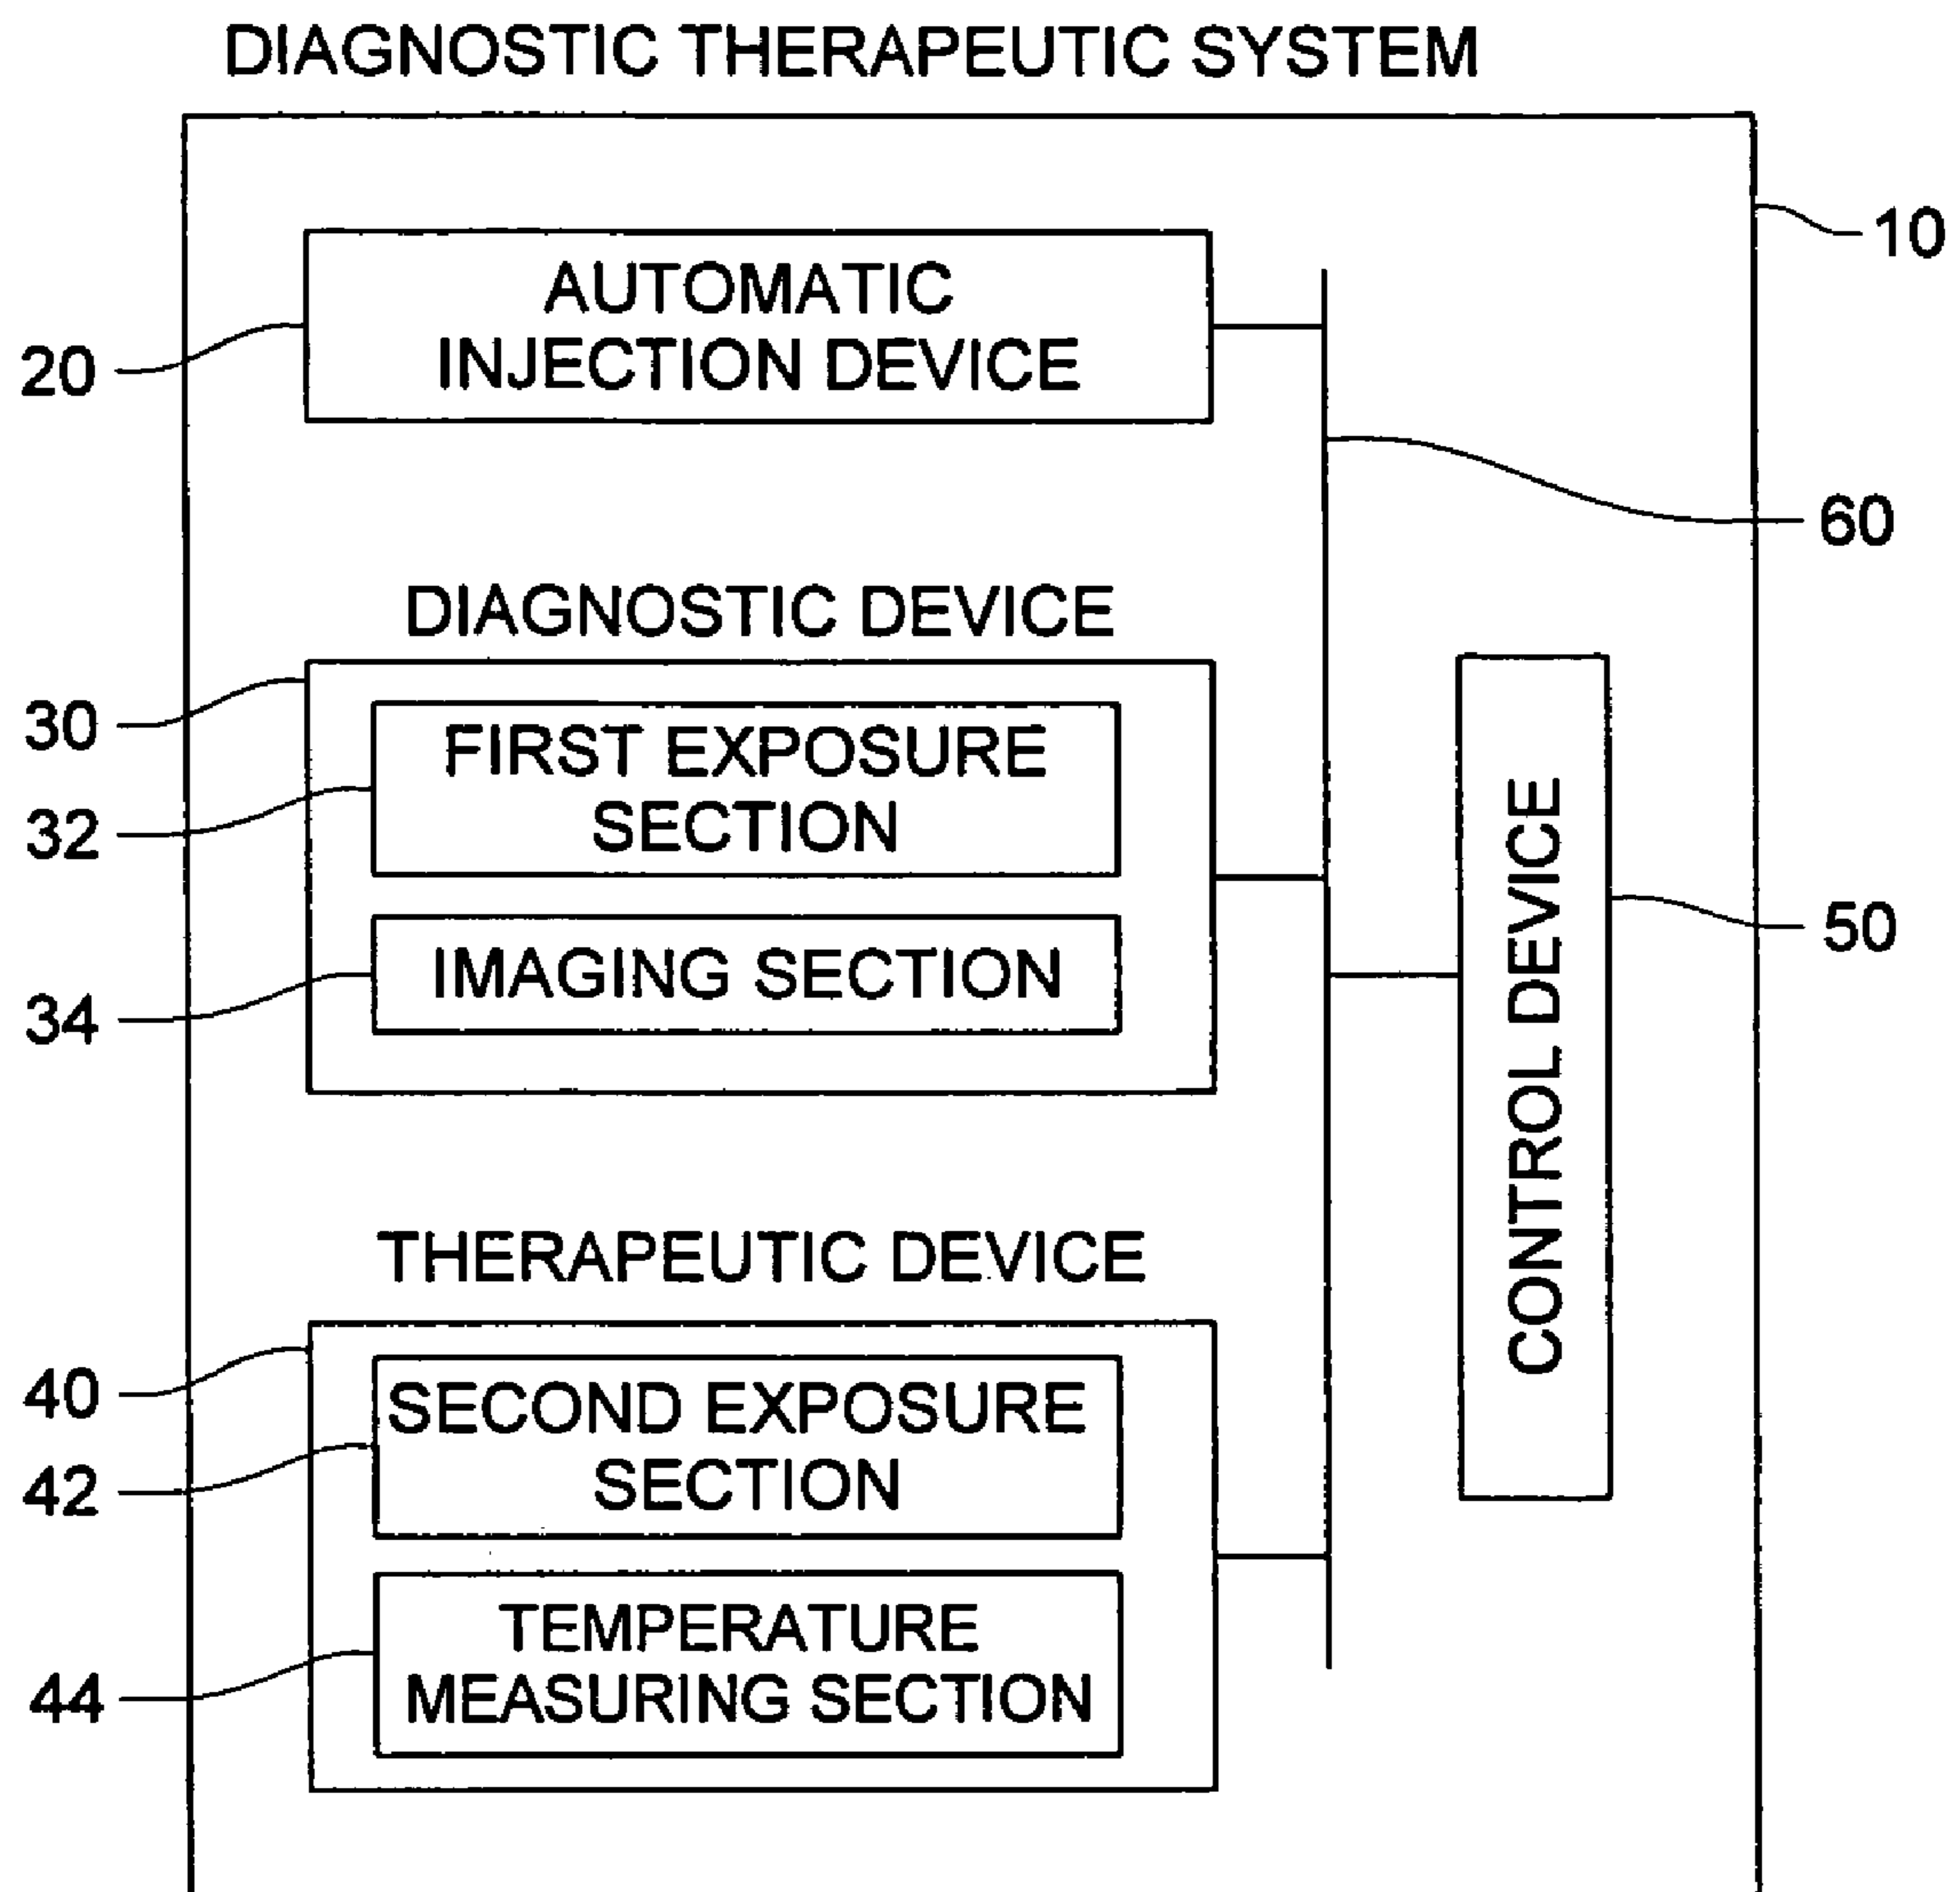 DIAGNOSTIC THERAPEUTIC SYSTEM
10
AUTOMATIC
INJECTION DEVICE
20
60
DIAGNOSTIC DEVICE
30
FIRST EXPOSURE
SECTION
32
IMAGING SECTION
34
CONTROL DEVICE
50
THERAPEUTIC DEVICE
40
SECOND EXPOSURE
SECTION
42
TEMPERATURE
MEASURING SECTION
44